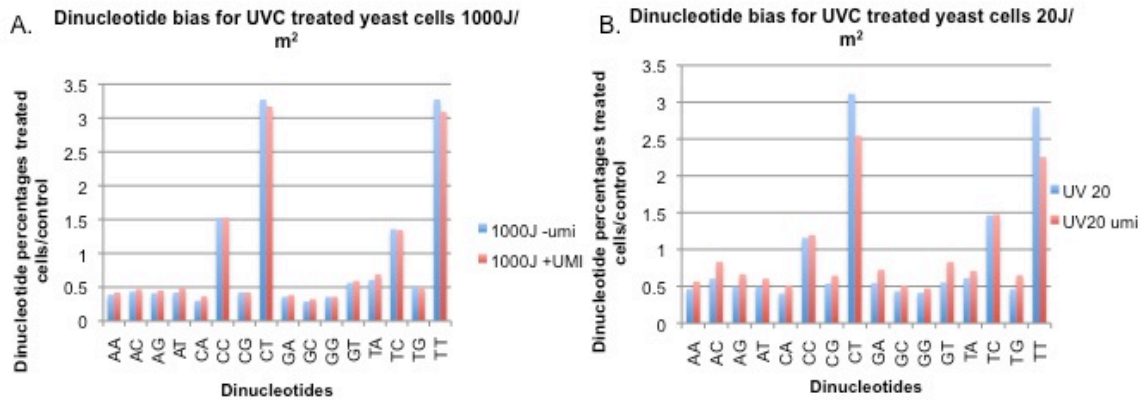 A.
Dinucleotide bias for UVC treated yeast cells 1000J/
m²
Dinucleotide percentages treated
cells/control
3.5
3
2.5
2
1.5
1
0.5
0
AA
AC
AG
AT
CA
CC
CG
CT
GA
GC
GG
GT
TA
TC
TG
TT
Dinucleotides
1000J -umi
1000J +UMI
B.
Dinucleotide bias for UVC treated yeast cells 20J/
m²
Dinucleotide percentages treated
cells/control
3.5
3
2.5
2
1.5
1
0.5
0
AA
AC
AG
AT
CA
CC
CG
CT
GA
GC
GG
GT
TA
TC
TG
TT
Dinucleotides
UV 20
UV20 umi